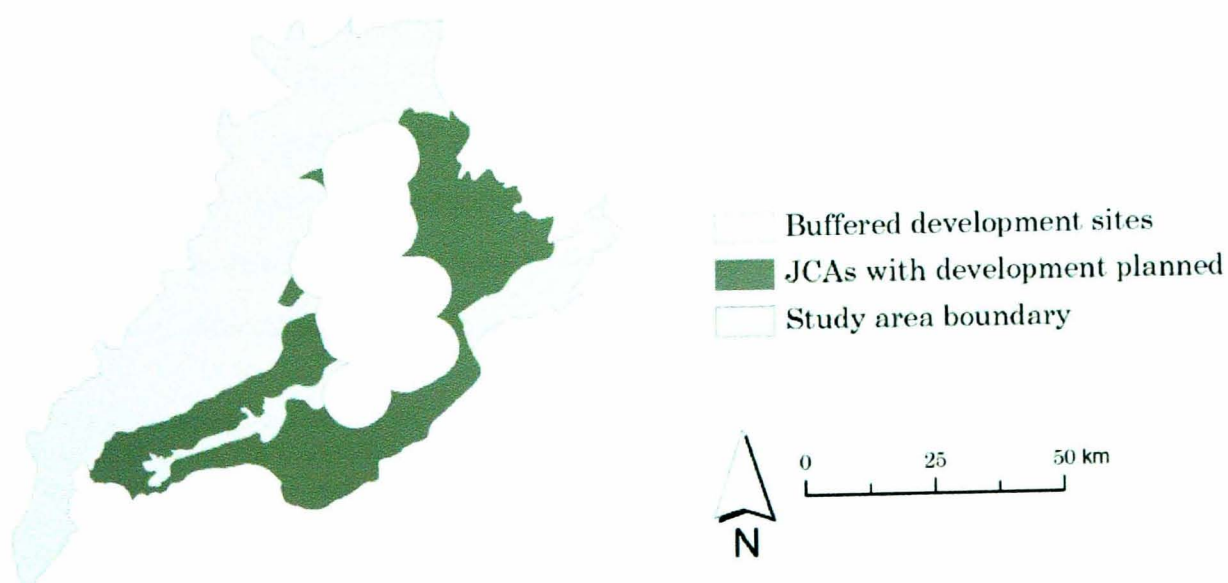 Buffered development sites
JCAs with development planned
Study area boundary
0 25 50 km
N